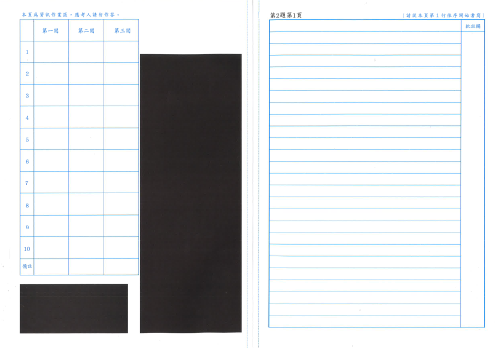 本頁為資訊作業區，應考人請勿作答。
第一閱 第二閱 第三閱
1
2
3
4
5
6
7
8
9
10
總分
第2題第1頁
（請從本頁第1行依序開始書寫）
批改欄